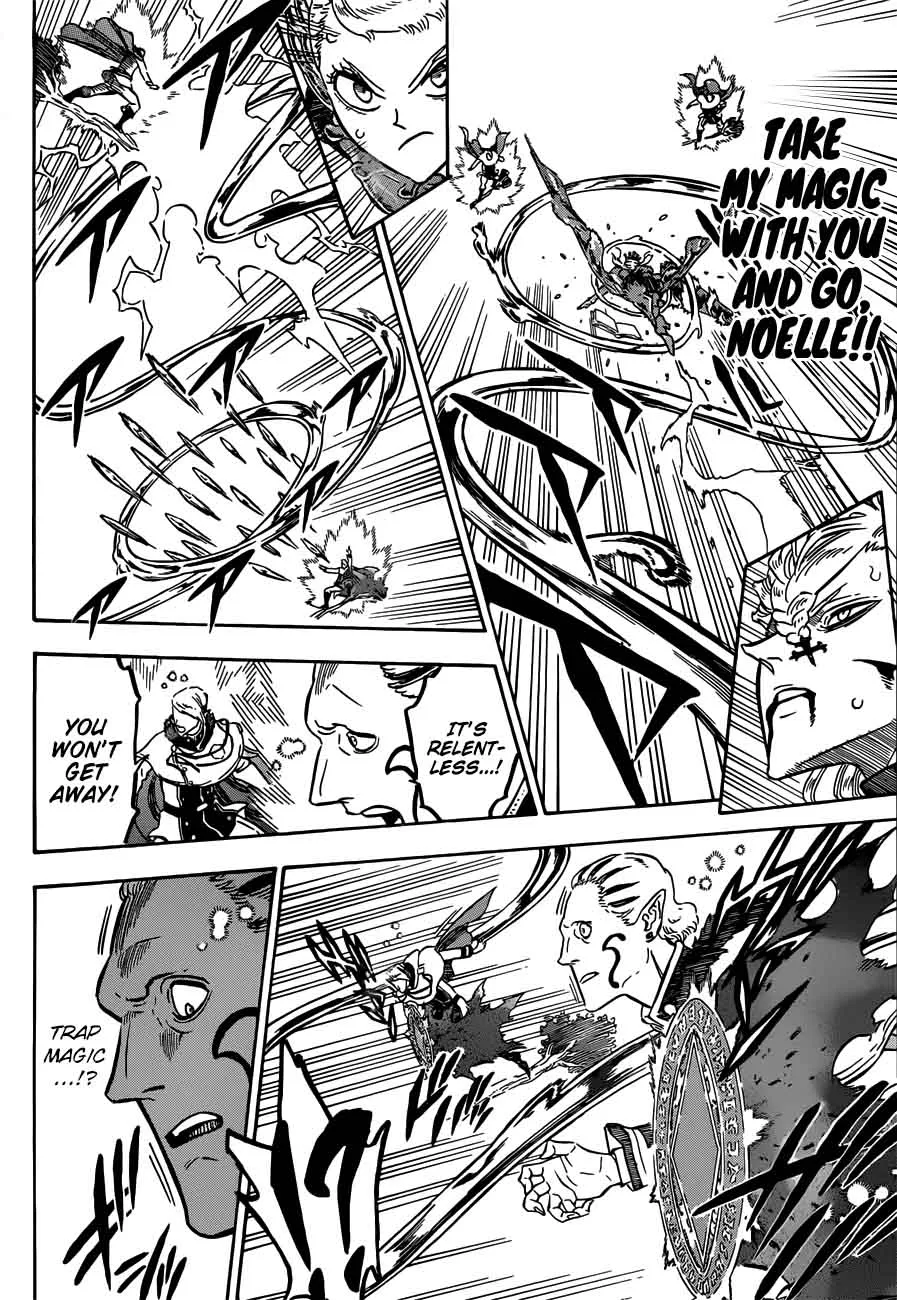 TAKE
MY MAGIC
WITH YOU
AND GO,
NOELLE!!
IT'S
RELENT-
LESS...!
YOU
WON'T
GET
AWAY!
TRAP
MAGIC
...!?